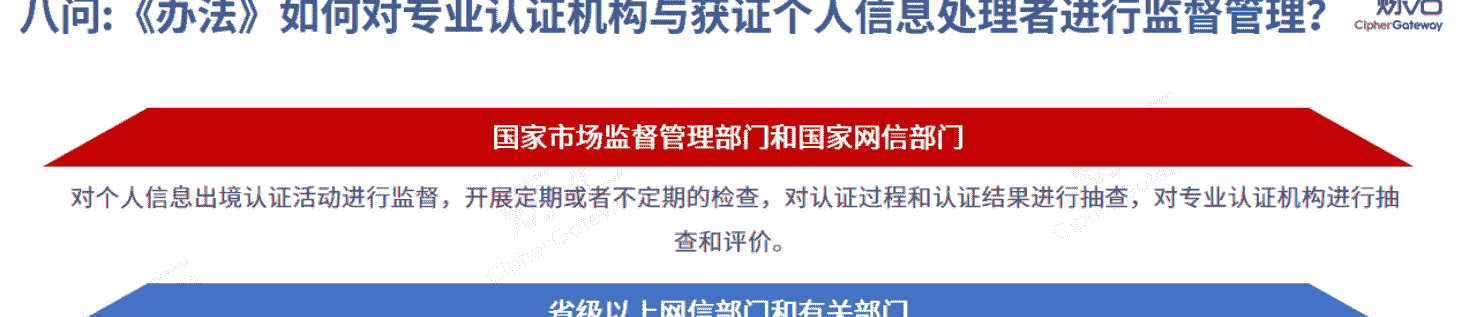 八问:《办法》如何对专业认证机构与获证个人信息处理者进行监督管理？
CipherGateway
国家市场监督管理部门和国家网信部门
对个人信息出境认证活动进行监督，开展定期或者不定期的检查，对认证过程和认证结果进行抽查，对专业认证机构进行抽
查和评价。
省级以上网信部门和有关部门